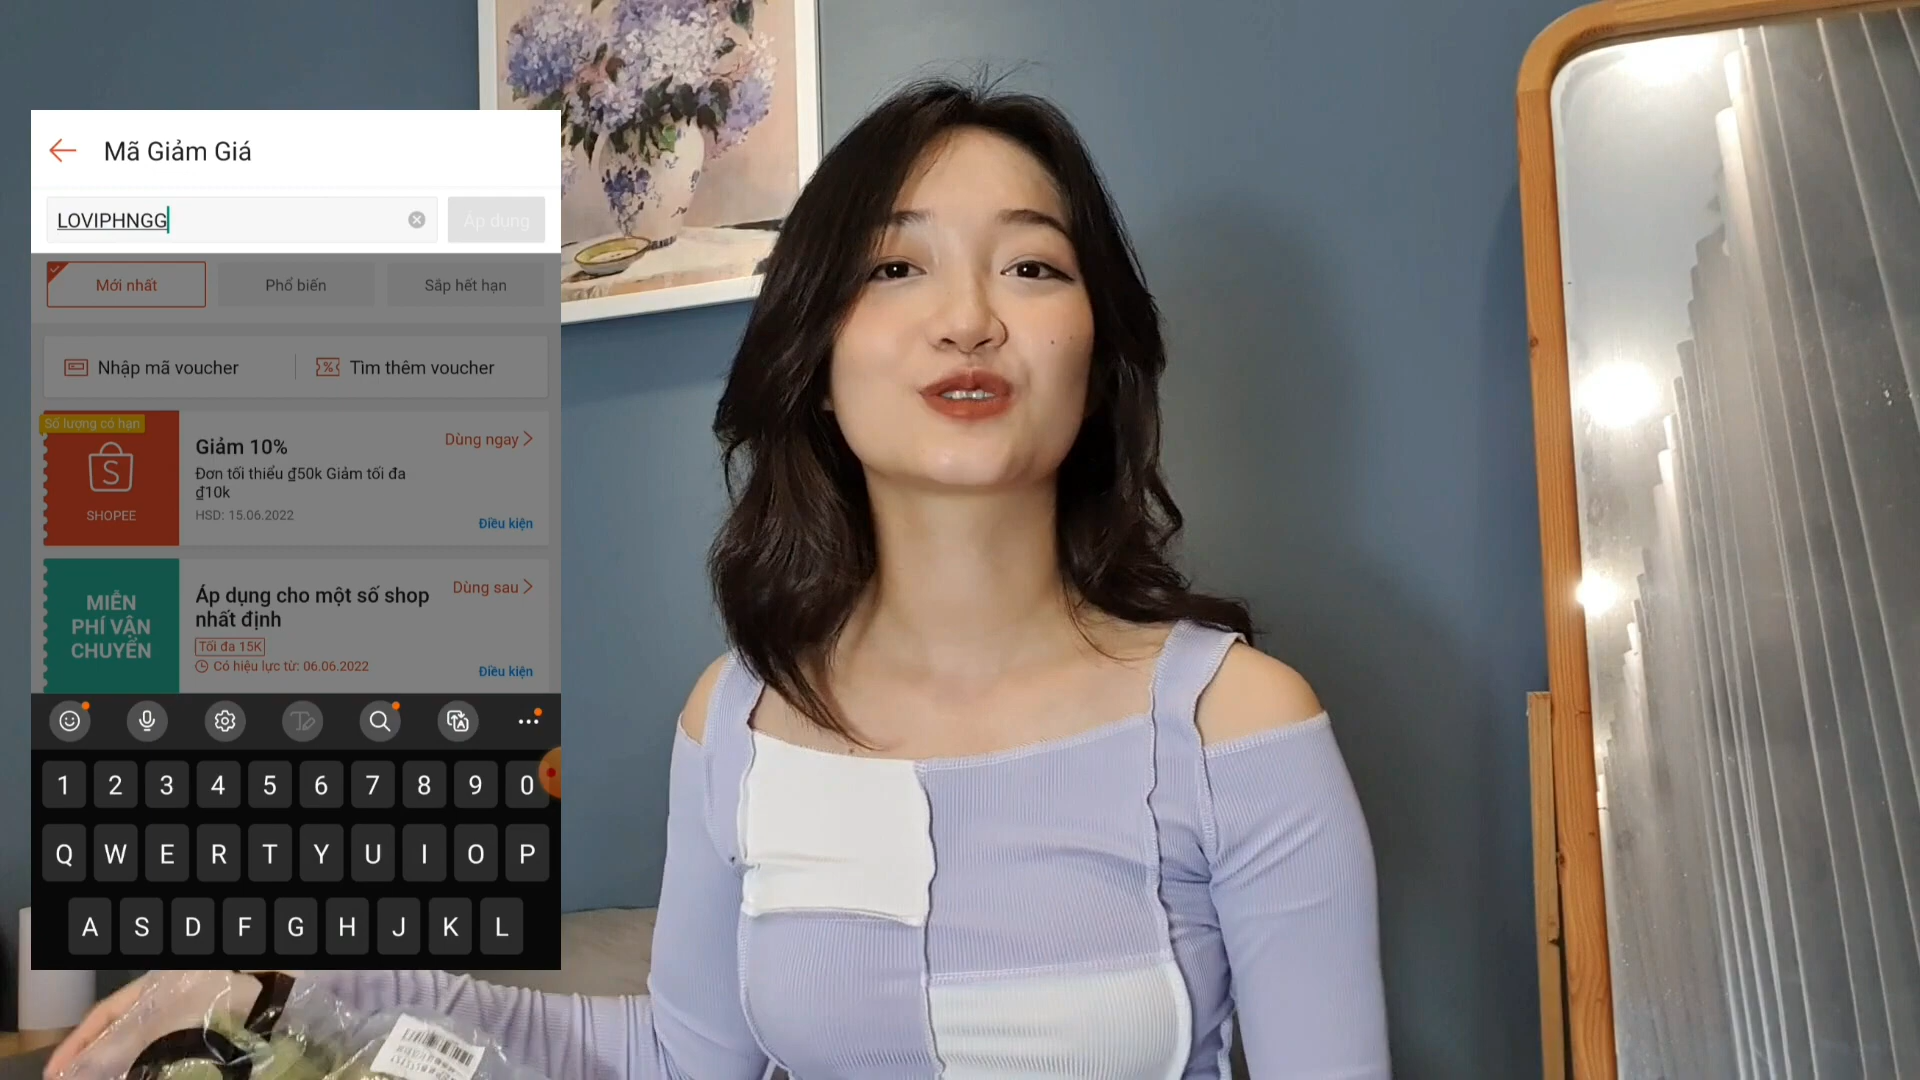 Mã Giảm Giá
LOVIPHNGG
Áp dụng
Mới nhất
Phổ biến
Sắp hết hạn
Nhập mã voucher
Tìm thêm voucher
Số lượng có hạn
SHOPEE
Giảm 10%
Dùng ngay
Đơn tối thiểu ₫50k Giảm tối đa
₫10k
HSD: 15.06.2022
Điều kiện
MIỄN
PHÍ VẬN
CHUYỂN
Áp dụng cho một số shop
nhất định
Dùng sau
Tối đa 15K
Có hiệu lực từ: 06.06.2022
Điều kiện
1 2 3 4 5 6 7 8 9 0
Q W E R T Y U I O P
A S D F G H J K L